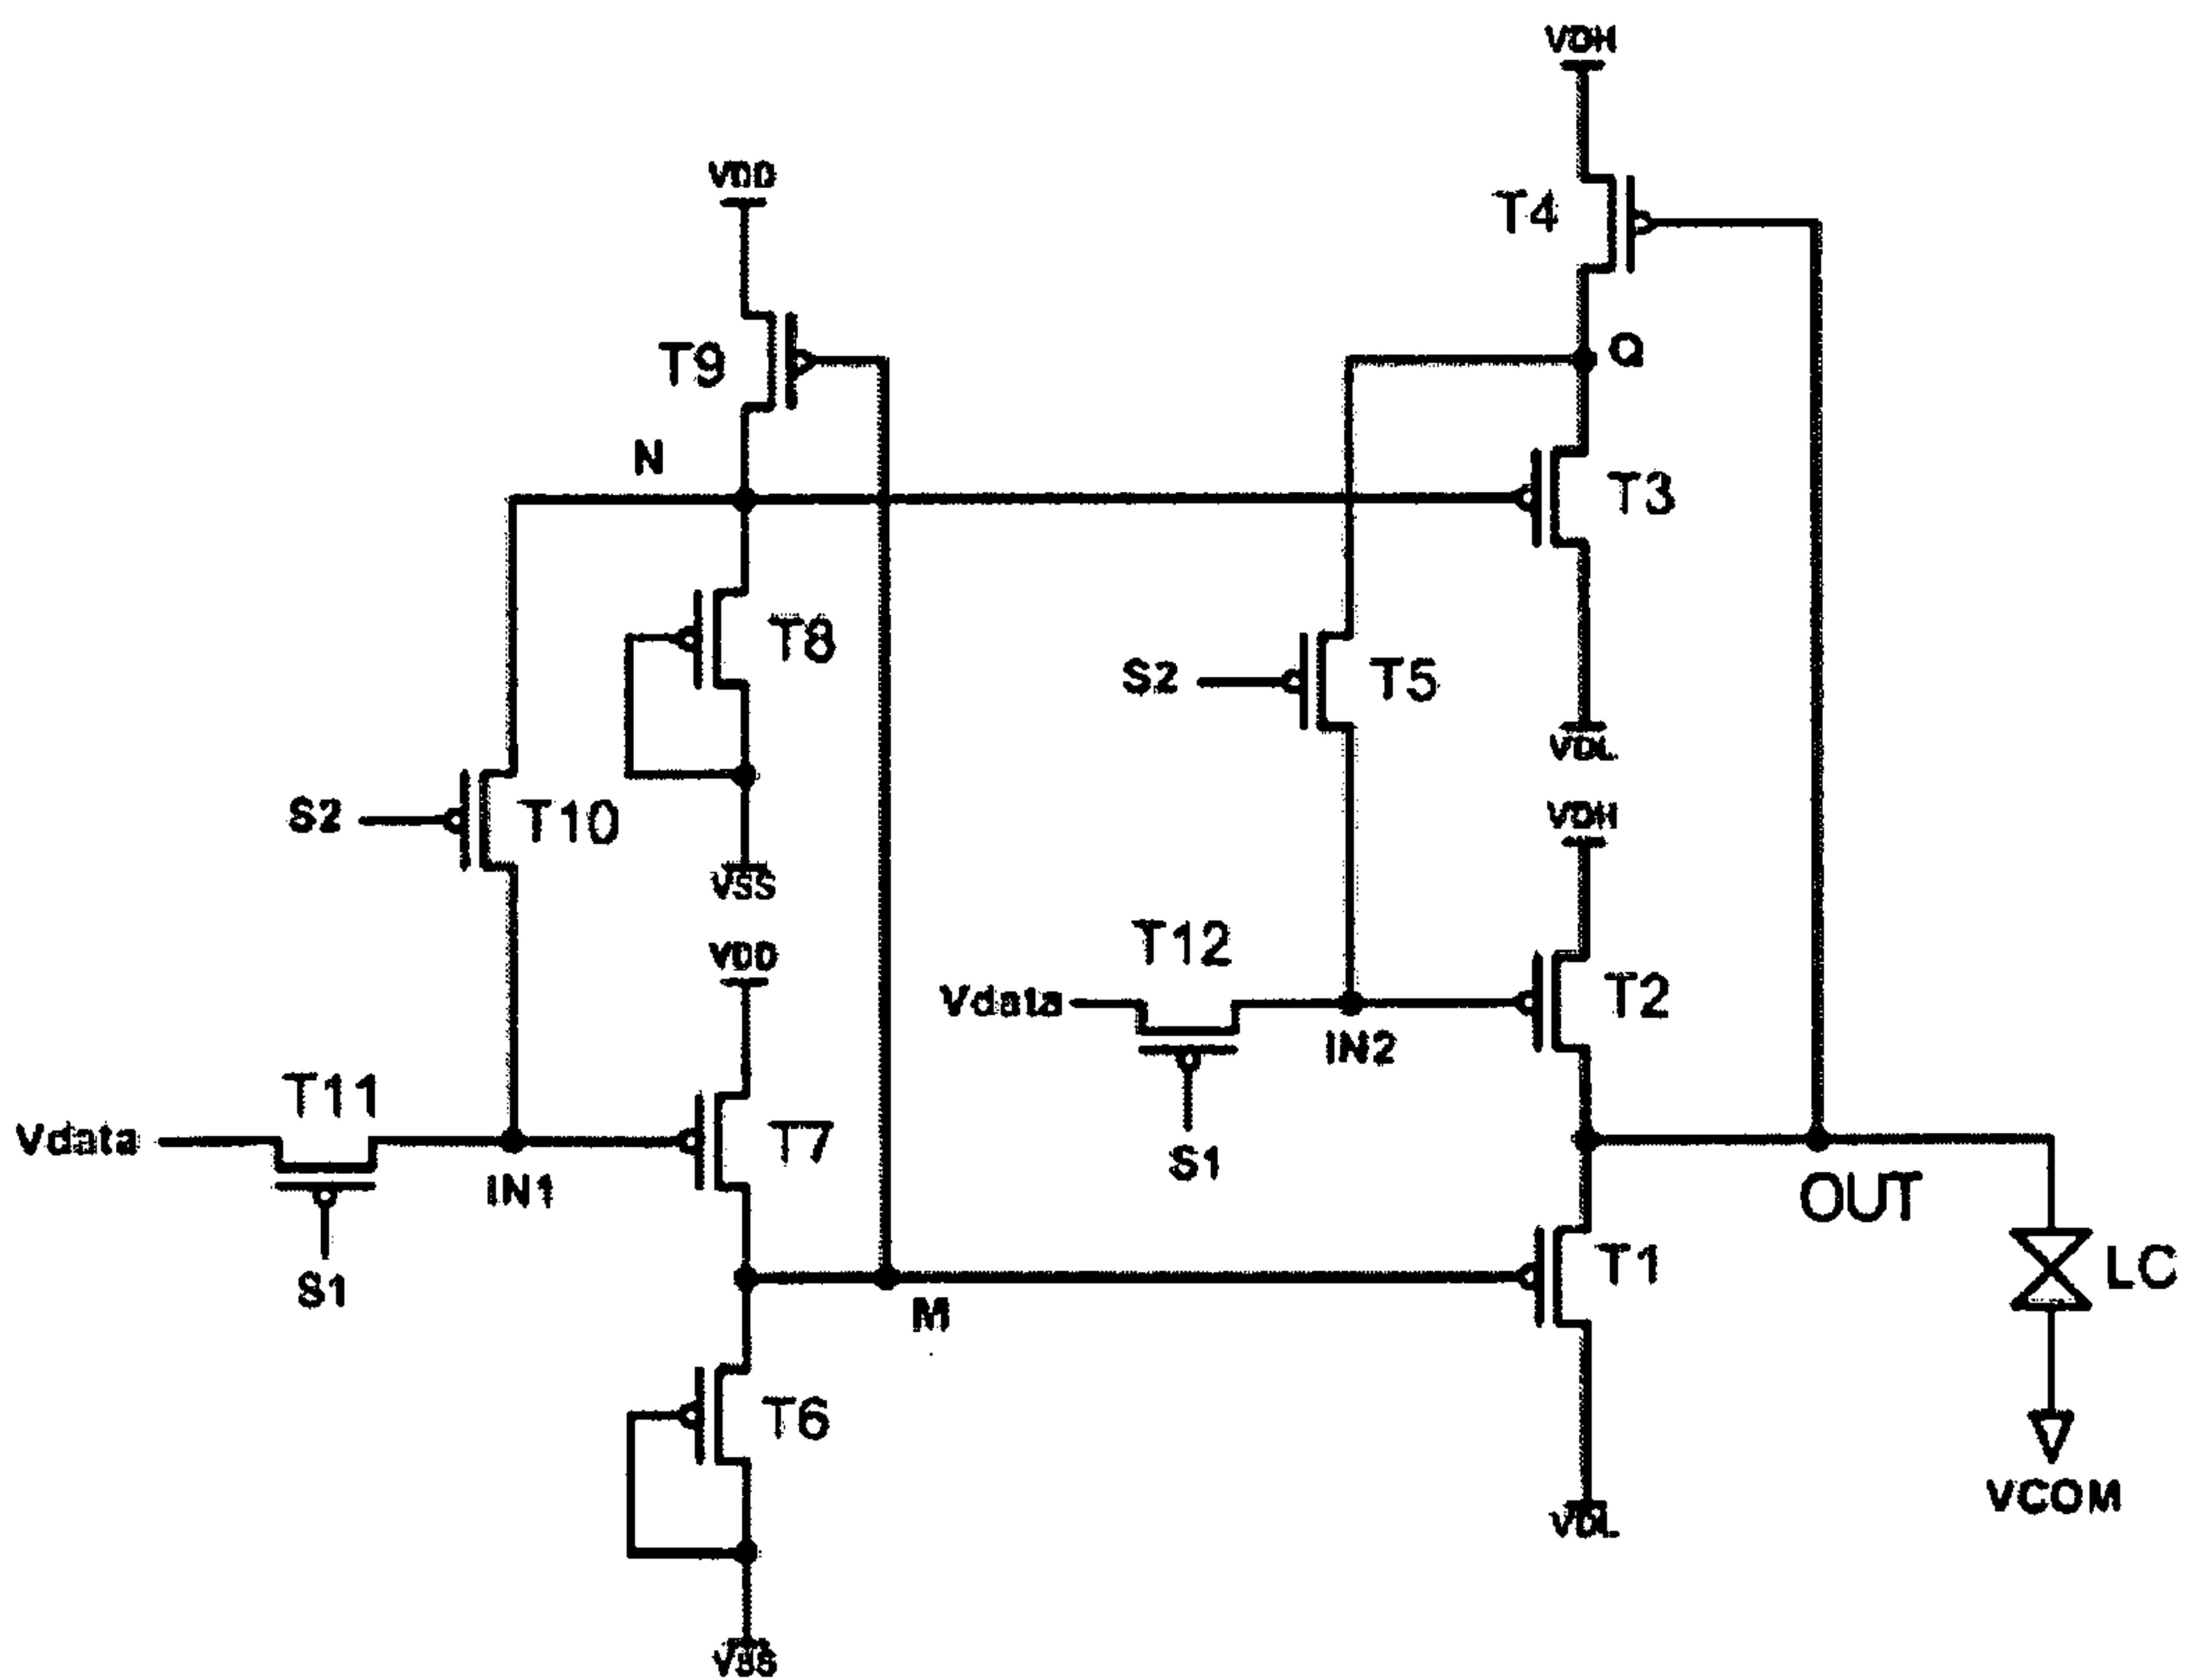 VDH
VDD
T4
T9
Q
N
T3
T8
S2
T5
VDL
S2
T10
VDH
VSS
T12
VDD
Vdata
T2
IN2
T11
Vdata
T7
S1
IN1
OUT
S1
T1
LC
M
T6
VCOM
VDL
VSS